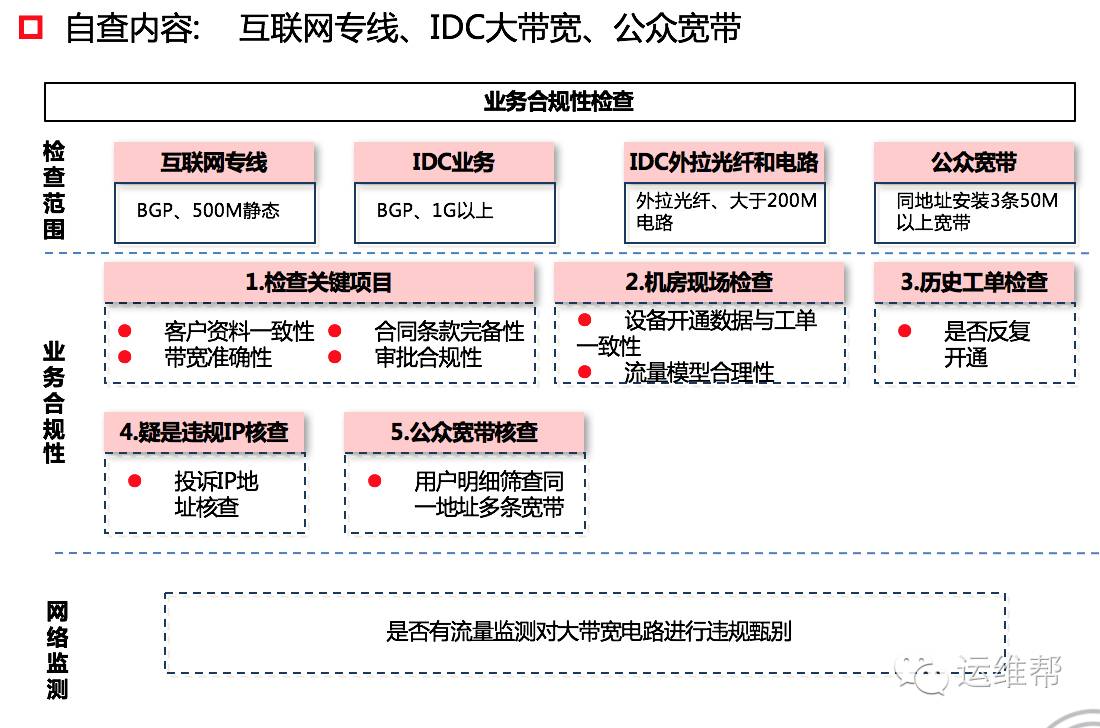 自查内容: 互联网专线、IDC大带宽、公众宽带
业务合规性检查
检查范围
互联网专线
BGP、500M静态
IDC业务
BGP、1G以上
IDC外拉光纤和电路
外拉光纤、大于200M
电路
公众宽带
同地址安装3条50M
以上宽带
业务合规性
1.检查关键项目
客户资料一致性
带宽准确性
合同条款完备性
审批合规性
2.机房现场检查
设备开通数据与工单
一致性
流量模型合理性
3.历史工单检查
是否反复
开通
4.疑是违规IP核查
投诉IP地
址核查
5.公众宽带核查
用户明细筛查同
一地址多条宽带
网络监测
是否有流量监测对大带宽电路进行违规甄别
运维帮